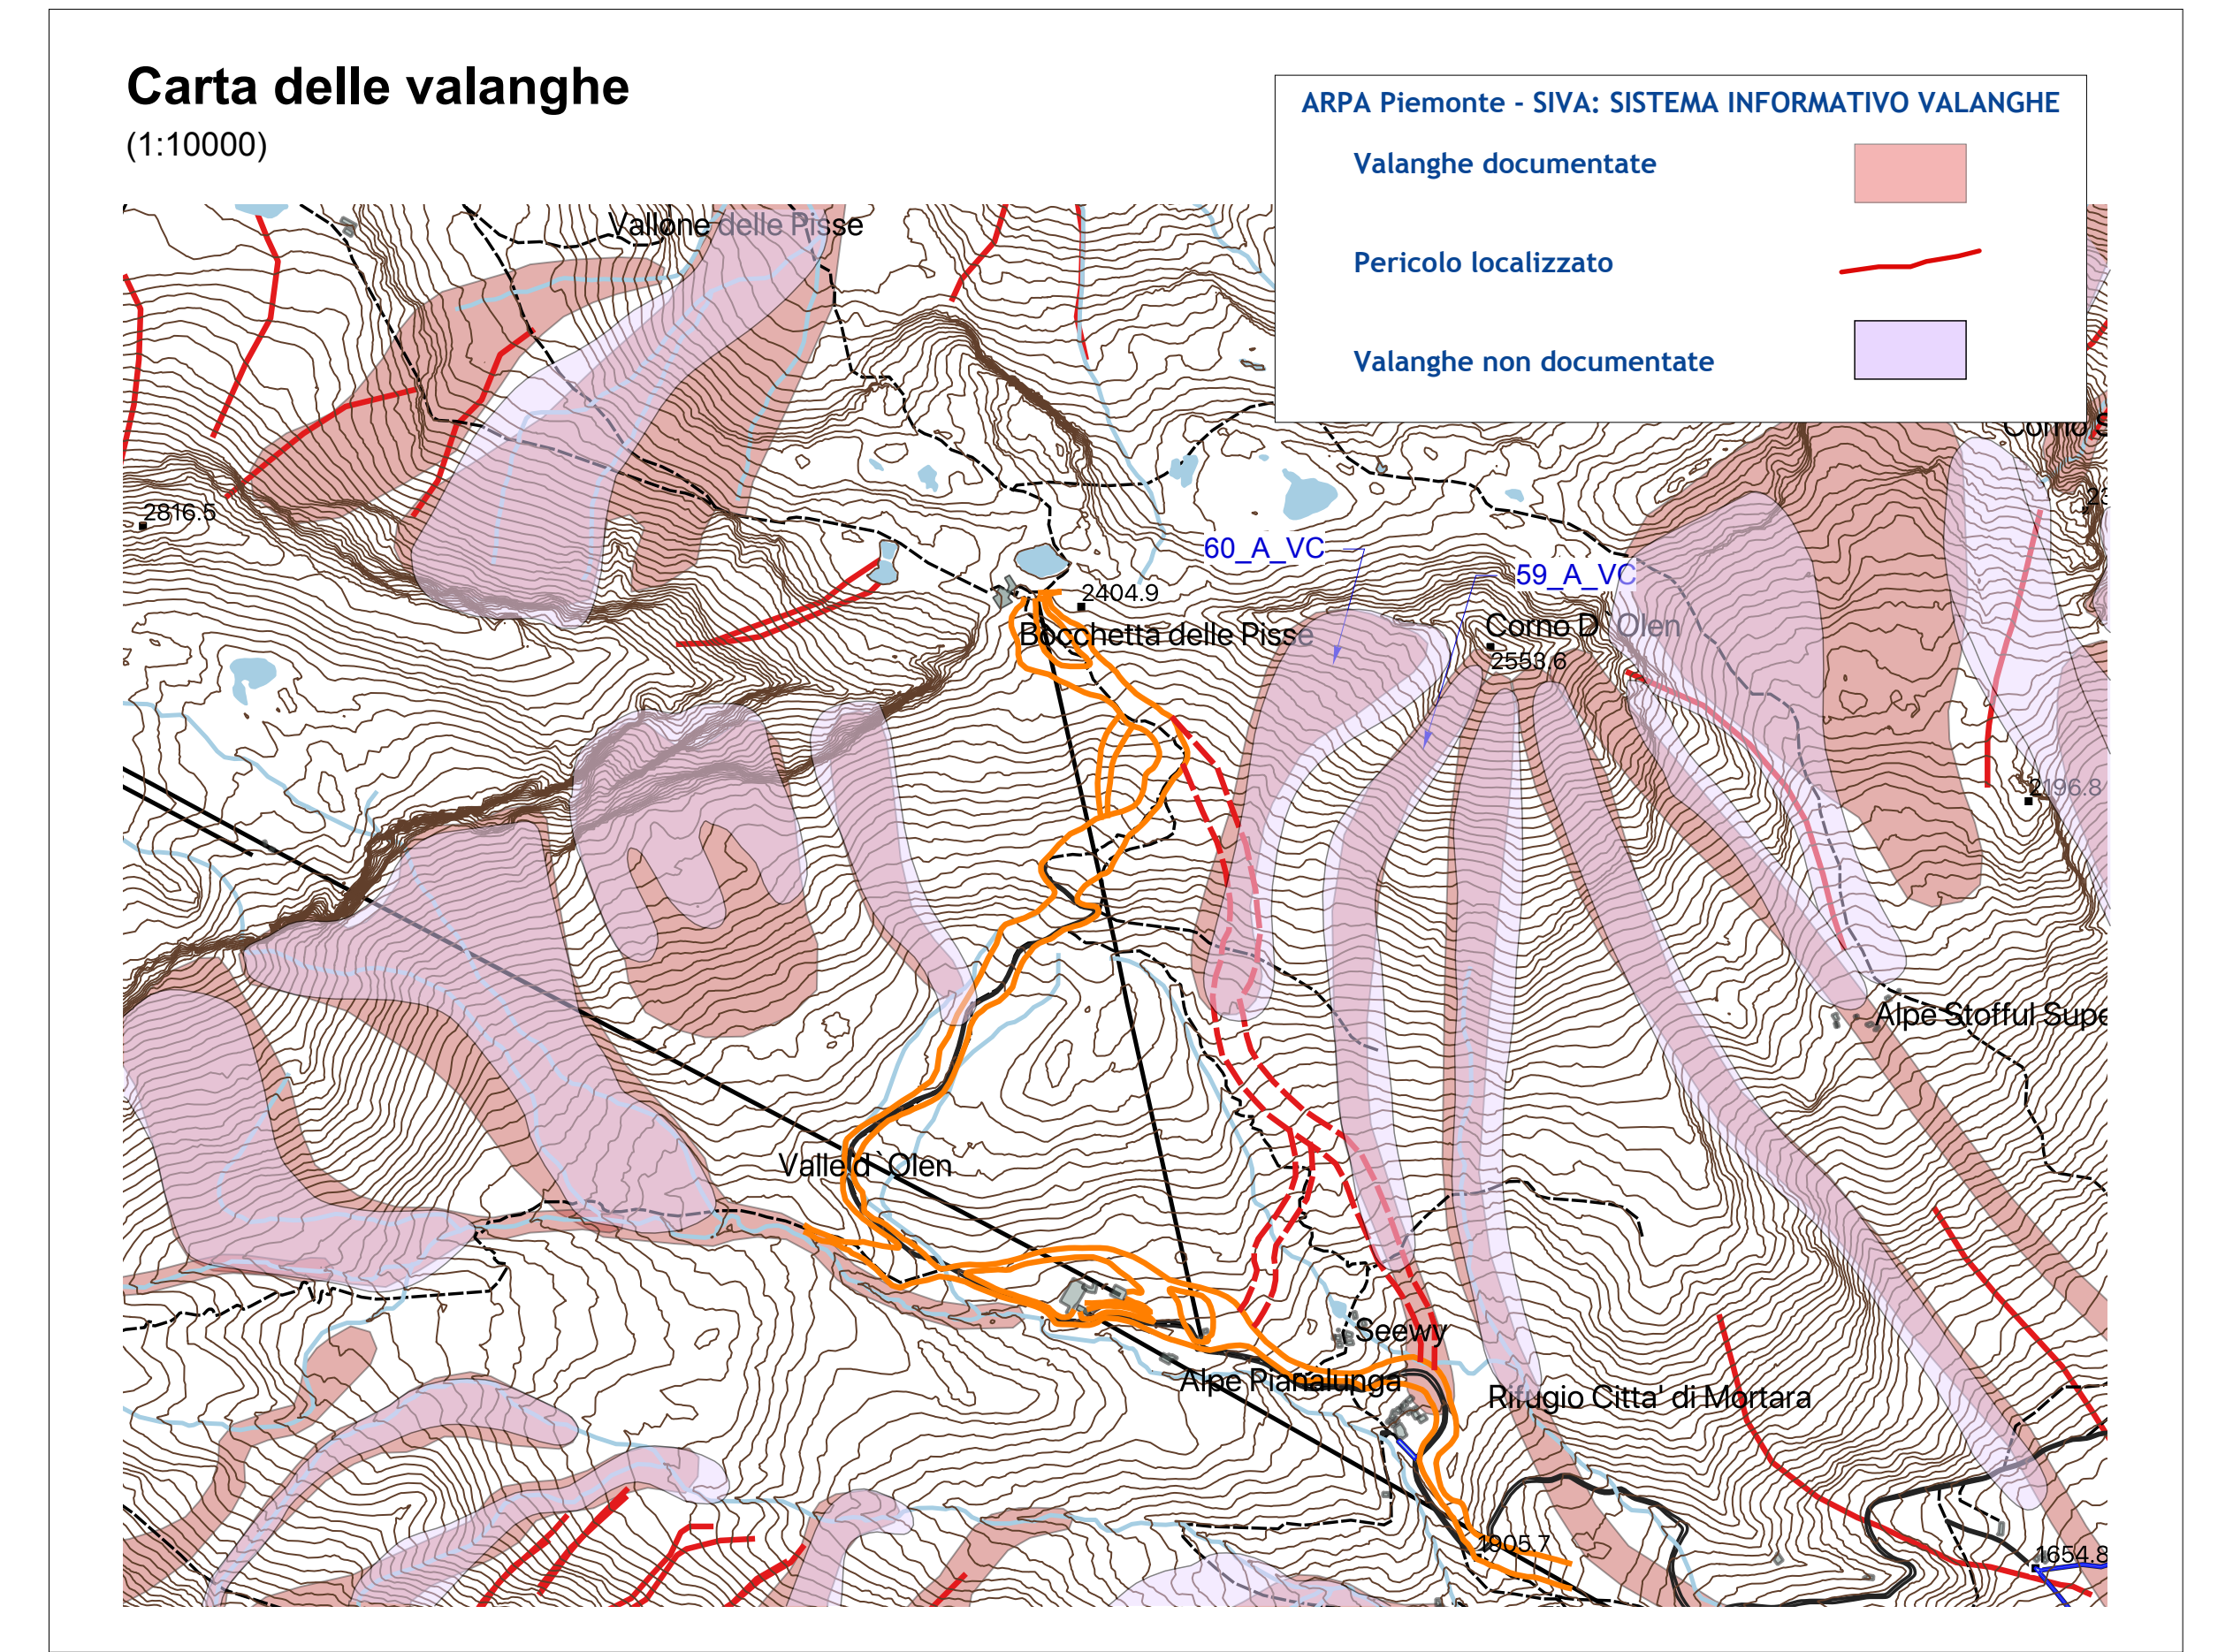 Carta delle valanghe
(1:10000)
ARPA Piemonte - SIVA: SISTEMA INFORMATIVO VALANGHE
Valanghe documentate
Pericolo localizzato
Valanghe non documentate
Vallone delle Pisse
2816.5
60_A_VC
59_A_VC
2404.9
Bocchetta delle Pisse
Corno D`Olen
2553.6
2196.8
Alpe Stofful Supe
Valle d`Olen
Seewy
Alpe Pianalunga
Rifugio Citta' di Mortara
1905.7
1654.8